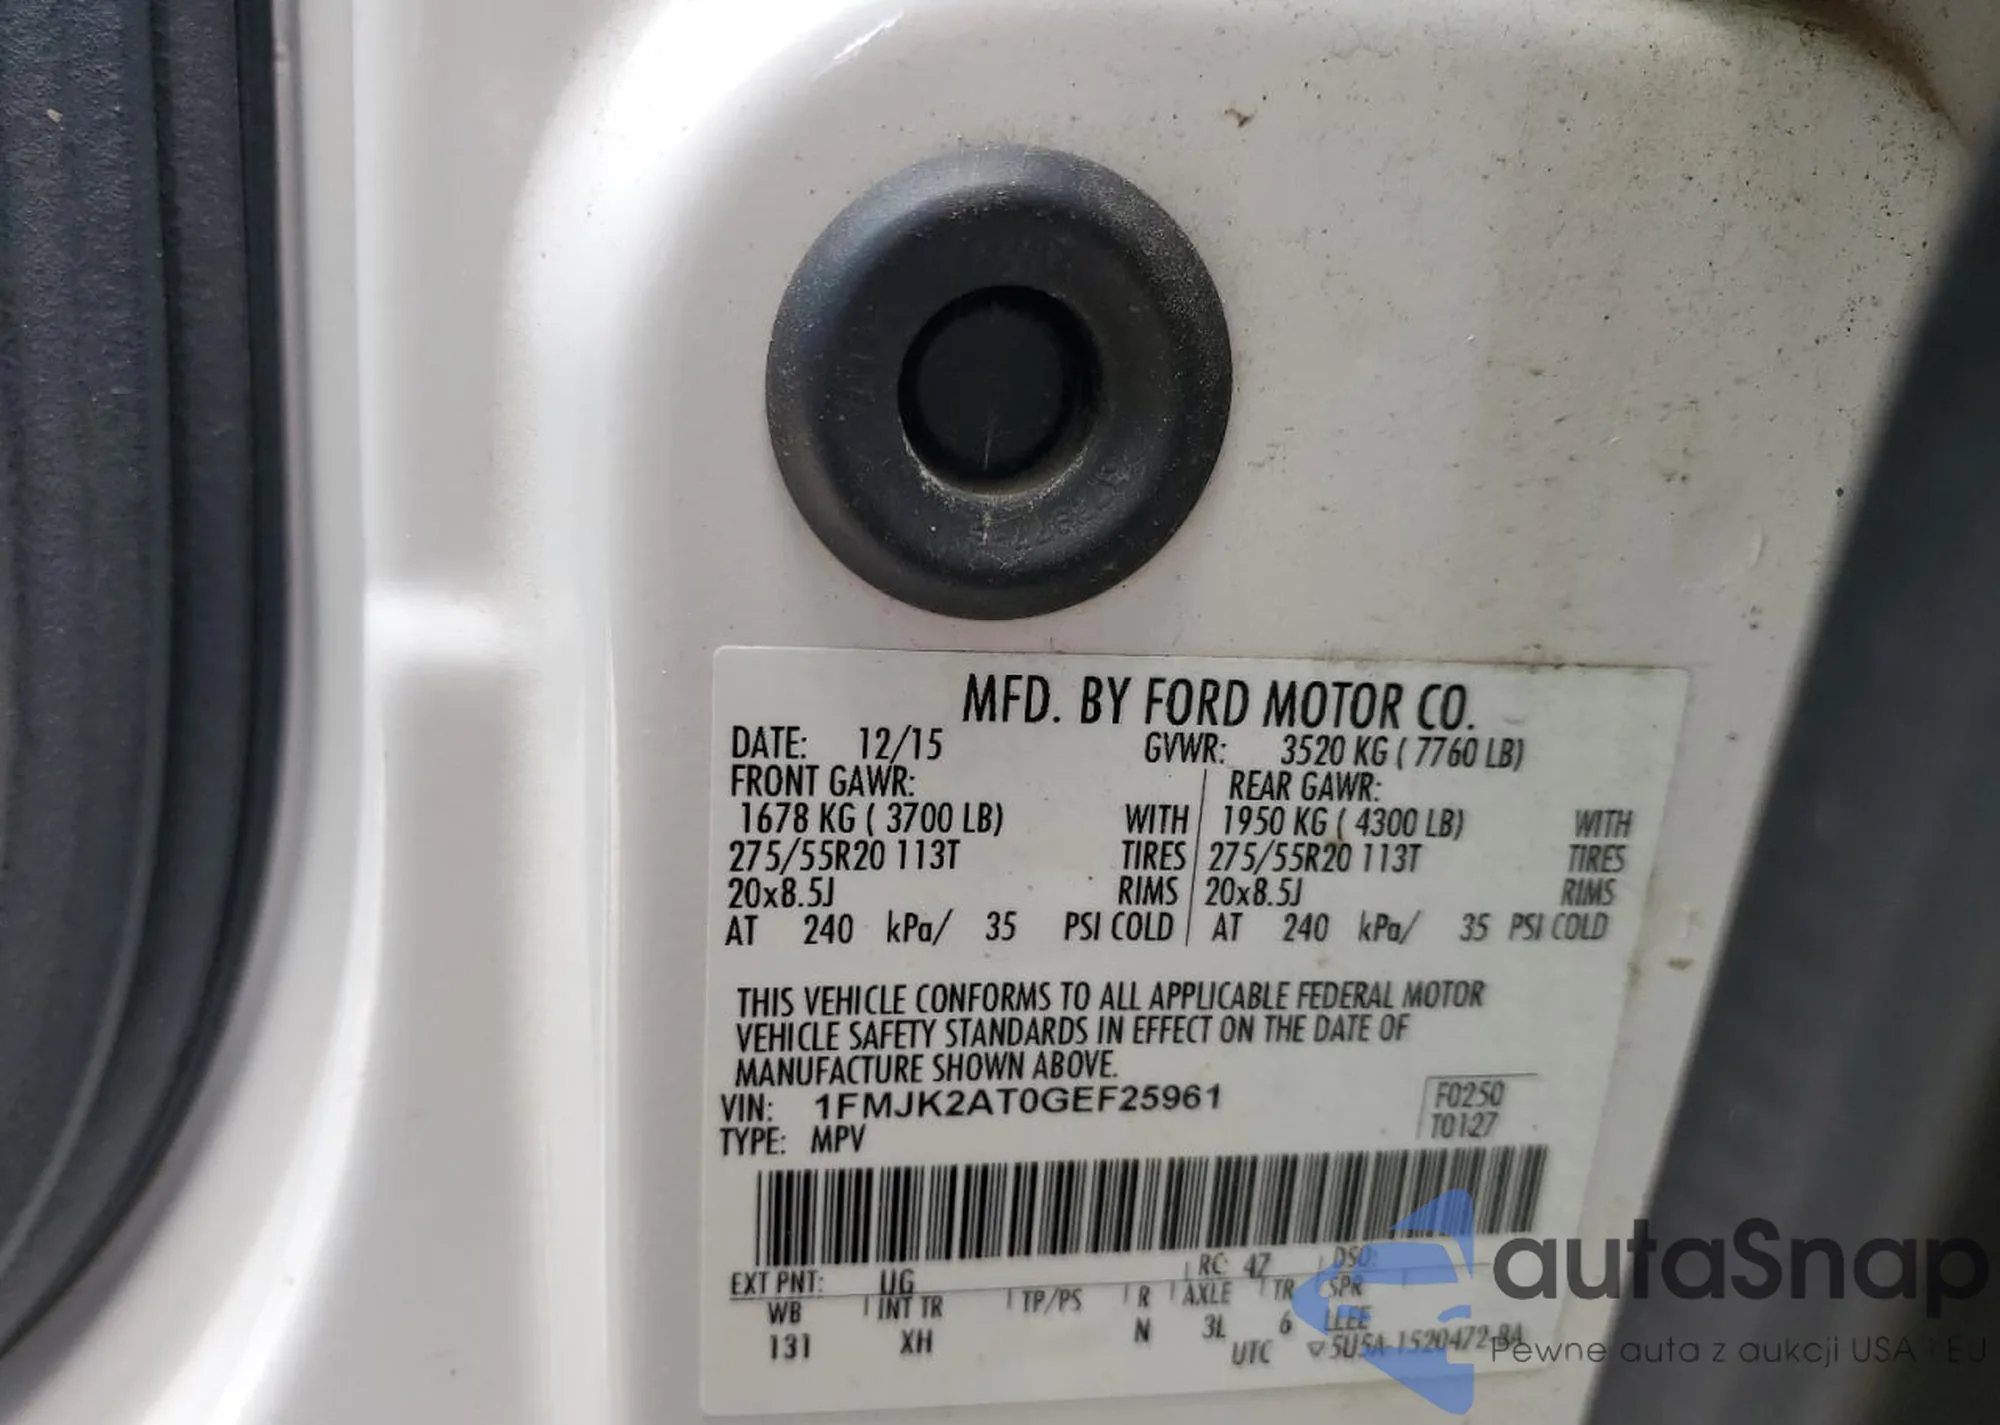 MFD. BY FORD MOTOR CO.
DATE: 12/15 GVWR: 3520 KG ( 7760 LB)
FRONT GAWR: REAR GAWR:
1678 KG ( 3700 LB) WITH 1950 KG ( 4300 LB) WITH
275/55R20 113T TIRES 275/55R20 113T TIRES
20x8.5J RIMS 20x8.5J RIMS
AT 240 kPa/ 35 PSI COLD AT 240 kPa/ 35 PSI COLD
THIS VEHICLE CONFORMS TO ALL APPLICABLE FEDERAL MOTOR
VEHICLE SAFETY STANDARDS IN EFFECT ON THE DATE OF
MANUFACTURE SHOWN ABOVE.
VIN: 1FMJK2AT0GEF25961 F0250
TYPE: MPV T0127
EXT PNT: UG RC: 47 DSO:
WB INT TR TP/PS R AXLE TR SPR
131 XH N 3L 6
UTC 5U5A-1520472-BA
autaSnap
Pewne auta z aukcji USA i EJ